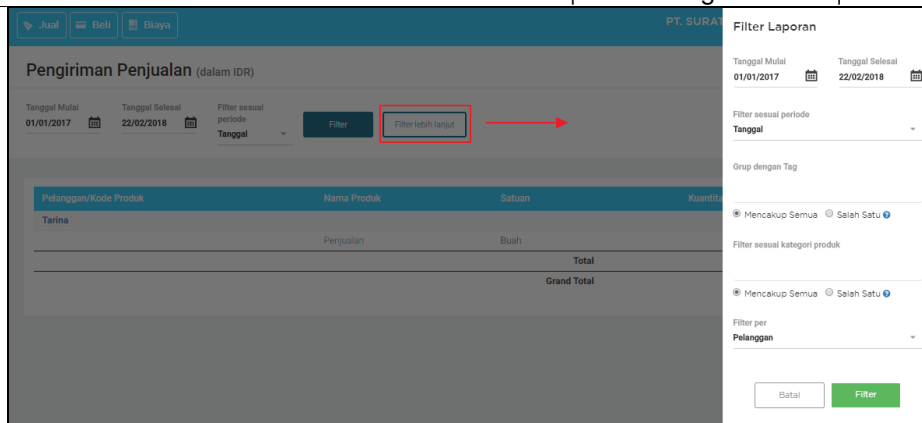 Jual Beli Biaya
PT. SURAT
Pengiriman Penjualan (dalam IDR)
Tanggal Mulai Tanggal Selesai Filter sesuai
periode
01/01/2017 22/02/2018
Tanggal
Filter Filter lebih lanjut
Pelanggan/Kode Produk Nama Produk Satuan Kuantita
Tarina
Penjualan Buah
Total
Grand Total
Filter Laporan
Tanggal Mulai Tanggal Selesai
01/01/2017 22/02/2018
Filter sesuai periode
Tanggal
Grup dengan Tag
Mencakup Semua Salah Satu
Filter sesuai kategori produk
Mencakup Semua Salah Satu
Filter per
Pelanggan
Batal Filter